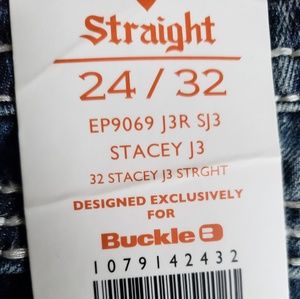 Straight
24 / 32
EP9069 J3R SJ3
STACEY J3
32 STACEY J3 STRGHT
DESIGNED EXCLUSIVELY
FOR
Buckle B
1079142432